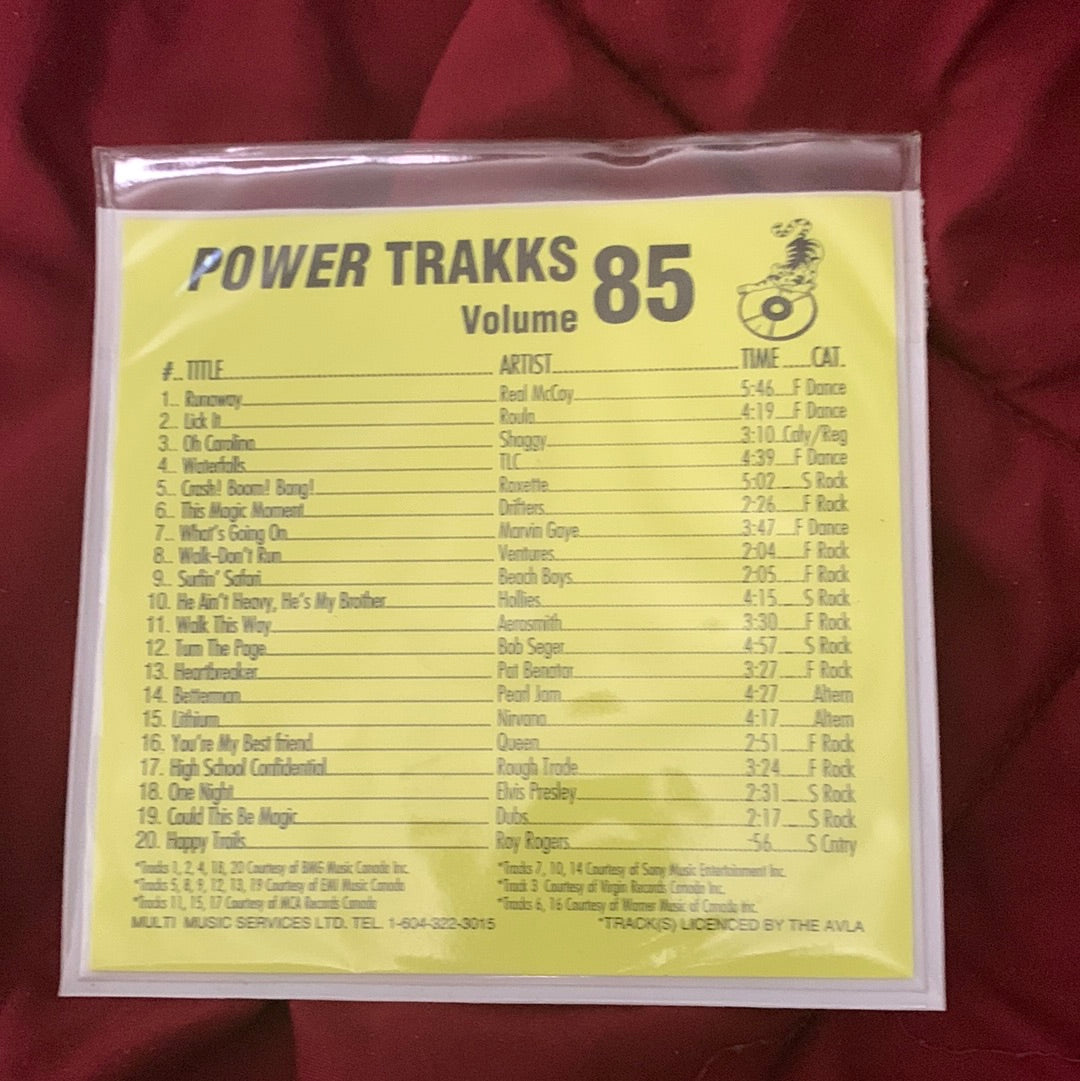 POWER TRAKKS 85
Volume
#.. TITLE ARTIST TIME CAT.
1.. Runaway Real McCoy 5:46 F Dance
2.. Lick It Roula 4:19 F Dance
3.. Oh Carolina Shaggy 3:10 Caly/Reg
4.. Waterfalls TLC 4:39 F Dance
5.. Crash! Boom! Bang! Roxette 5:02 S Rock
6.. This Magic Moment Drifters 2:26 F Rock
7.. What's Going On Marvin Gaye 3:47 F Dance
8.. Walk-Don't Run Ventures 2:04 F Rock
9.. Surfin' Safari Beach Boys 2:05 F Rock
10. He Ain't Heavy, He's My Brother Hollies 4:15 S Rock
11. Walk This Way Aerosmith 3:30 F Rock
12. Turn The Page Bob Seger 4:57 S Rock
13. Heartbreaker Pat Benatar 3:27 F Rock
14. Betterman Pearl Jam 4:27 Altern
15. Lithium Nirvana 4:17 Altern
16. You're My Best friend Queen 2:51 F Rock
17. High School Confidential Rough Trade 3:24 F Rock
18. One Night Elvis Presley 2:31 S Rock
19. Could This Be Magic Dubs 2:17 S Rock
20. Happy Trails Roy Rogers -56 S Cntry
*Tracks 1, 2, 4, 18, 20 Courtesy of BMG Music Canada Inc. *Tracks 7, 10, 14 Courtesy of Sony Music Entertainment Inc.
*Tracks 5, 8, 9, 12, 13, 19 Courtesy of EMI Music Canada *Track 3 Courtesy of Virgin Records Canada Inc.
*Tracks 11, 15, 17 Courtesy of MCA Records Canada *Tracks 6, 16 Courtesy of Warner Music of Canada Inc.
MULTI MUSIC SERVICES LTD. TEL. 1-604-322-3015 *TRACK(S) LICENCED BY THE AVLA